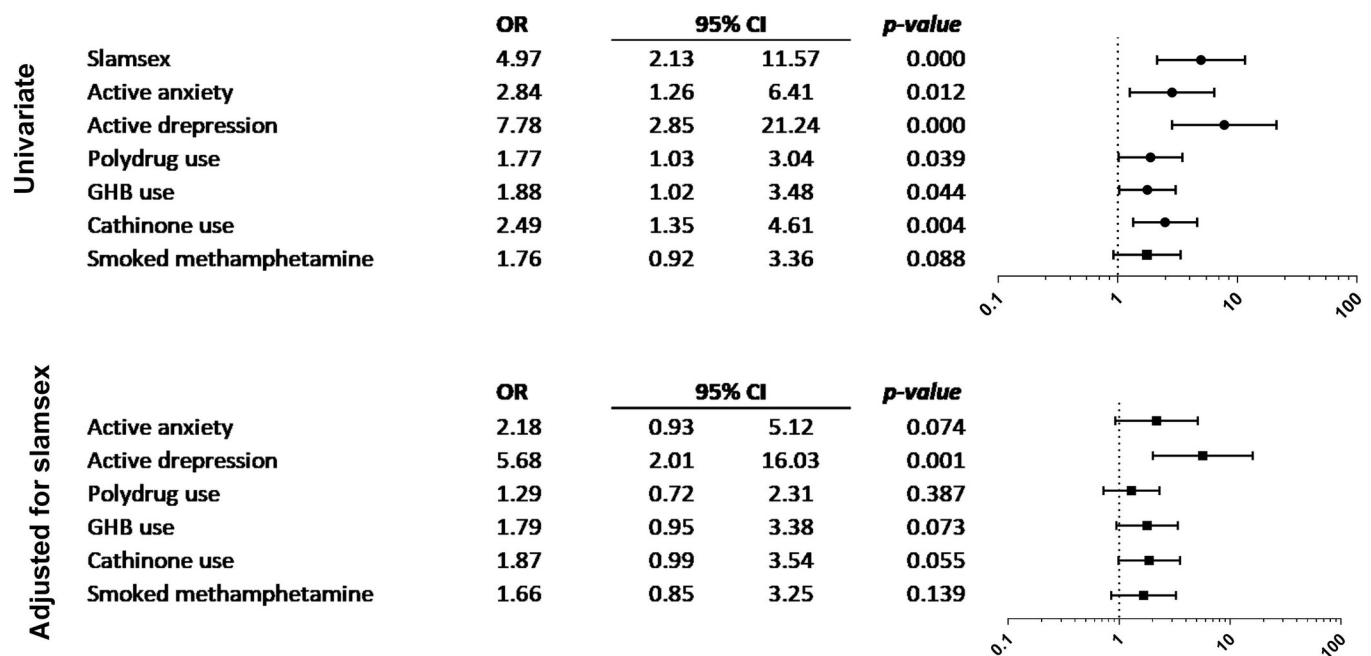 OR 95% CI p-value
Univariate
Slamsex 4.97 2.13 11.57 0.000
Active anxiety 2.84 1.26 6.41 0.012
Active drepression 7.78 2.85 21.24 0.000
Polydrug use 1.77 1.03 3.04 0.039
GHB use 1.88 1.02 3.48 0.044
Cathinone use 2.49 1.35 4.61 0.004
Smoked methamphetamine 1.76 0.92 3.36 0.088
0.1 1 10 100
Adjusted for slamsex
OR 95% CI p-value
Active anxiety 2.18 0.93 5.12 0.074
Active drepression 5.68 2.01 16.03 0.001
Polydrug use 1.29 0.72 2.31 0.387
GHB use 1.79 0.95 3.38 0.073
Cathinone use 1.87 0.99 3.54 0.055
Smoked methamphetamine 1.66 0.85 3.25 0.139
0.1 1 10 100